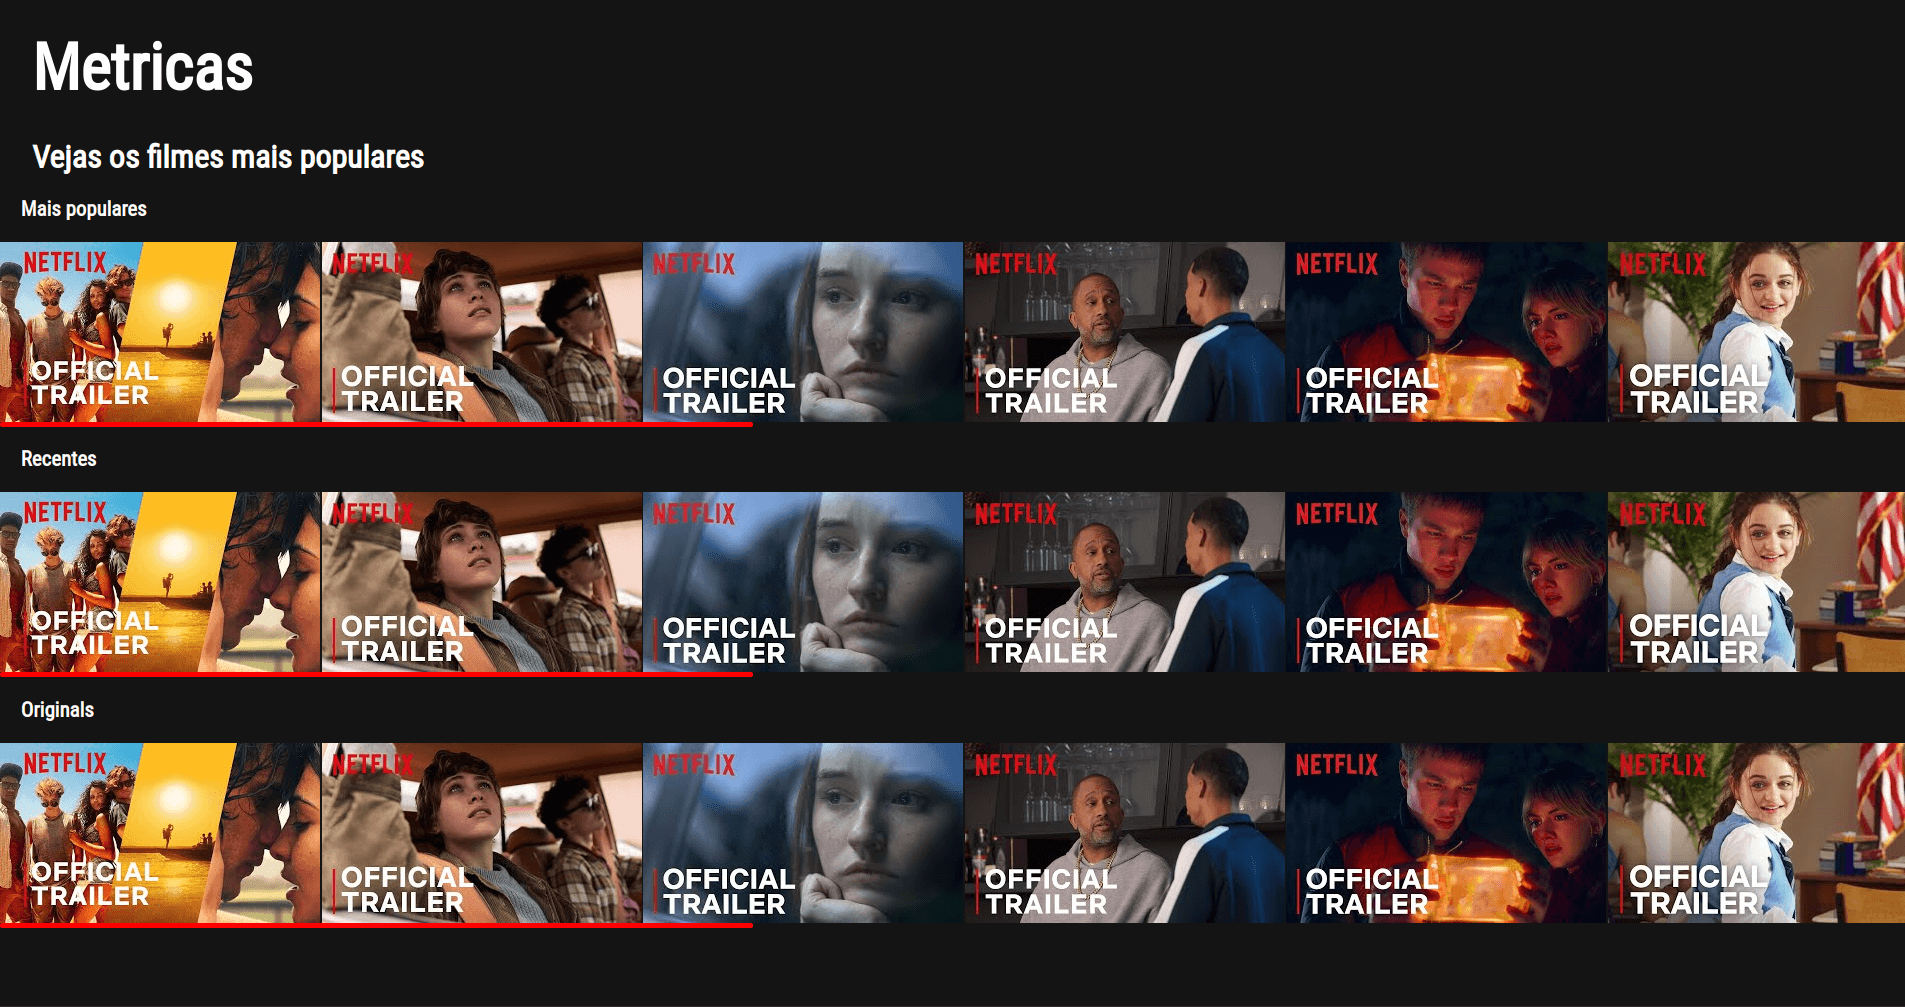 Metricas
Vejas os filmes mais populares
Mais populares
NETFLIX
OFFICIAL
TRAILER
NETFLIX
OFFICIAL
TRAILER
NETFLIX
OFFICIAL
TRAILER
NETFLIX
OFFICIAL
TRAILER
NETFLIX
OFFICIAL
TRAILER
NETFLIX
OFFICIAL
TRAILER
Recentes
NETFLIX
OFFICIAL
TRAILER
NETFLIX
OFFICIAL
TRAILER
NETFLIX
OFFICIAL
TRAILER
NETFLIX
OFFICIAL
TRAILER
NETFLIX
OFFICIAL
TRAILER
NETFLIX
OFFICIAL
TRAILER
Originals
NETFLIX
OFFICIAL
TRAILER
NETFLIX
OFFICIAL
TRAILER
NETFLIX
OFFICIAL
TRAILER
NETFLIX
OFFICIAL
TRAILER
NETFLIX
OFFICIAL
TRAILER
NETFLIX
OFFICIAL
TRAILER